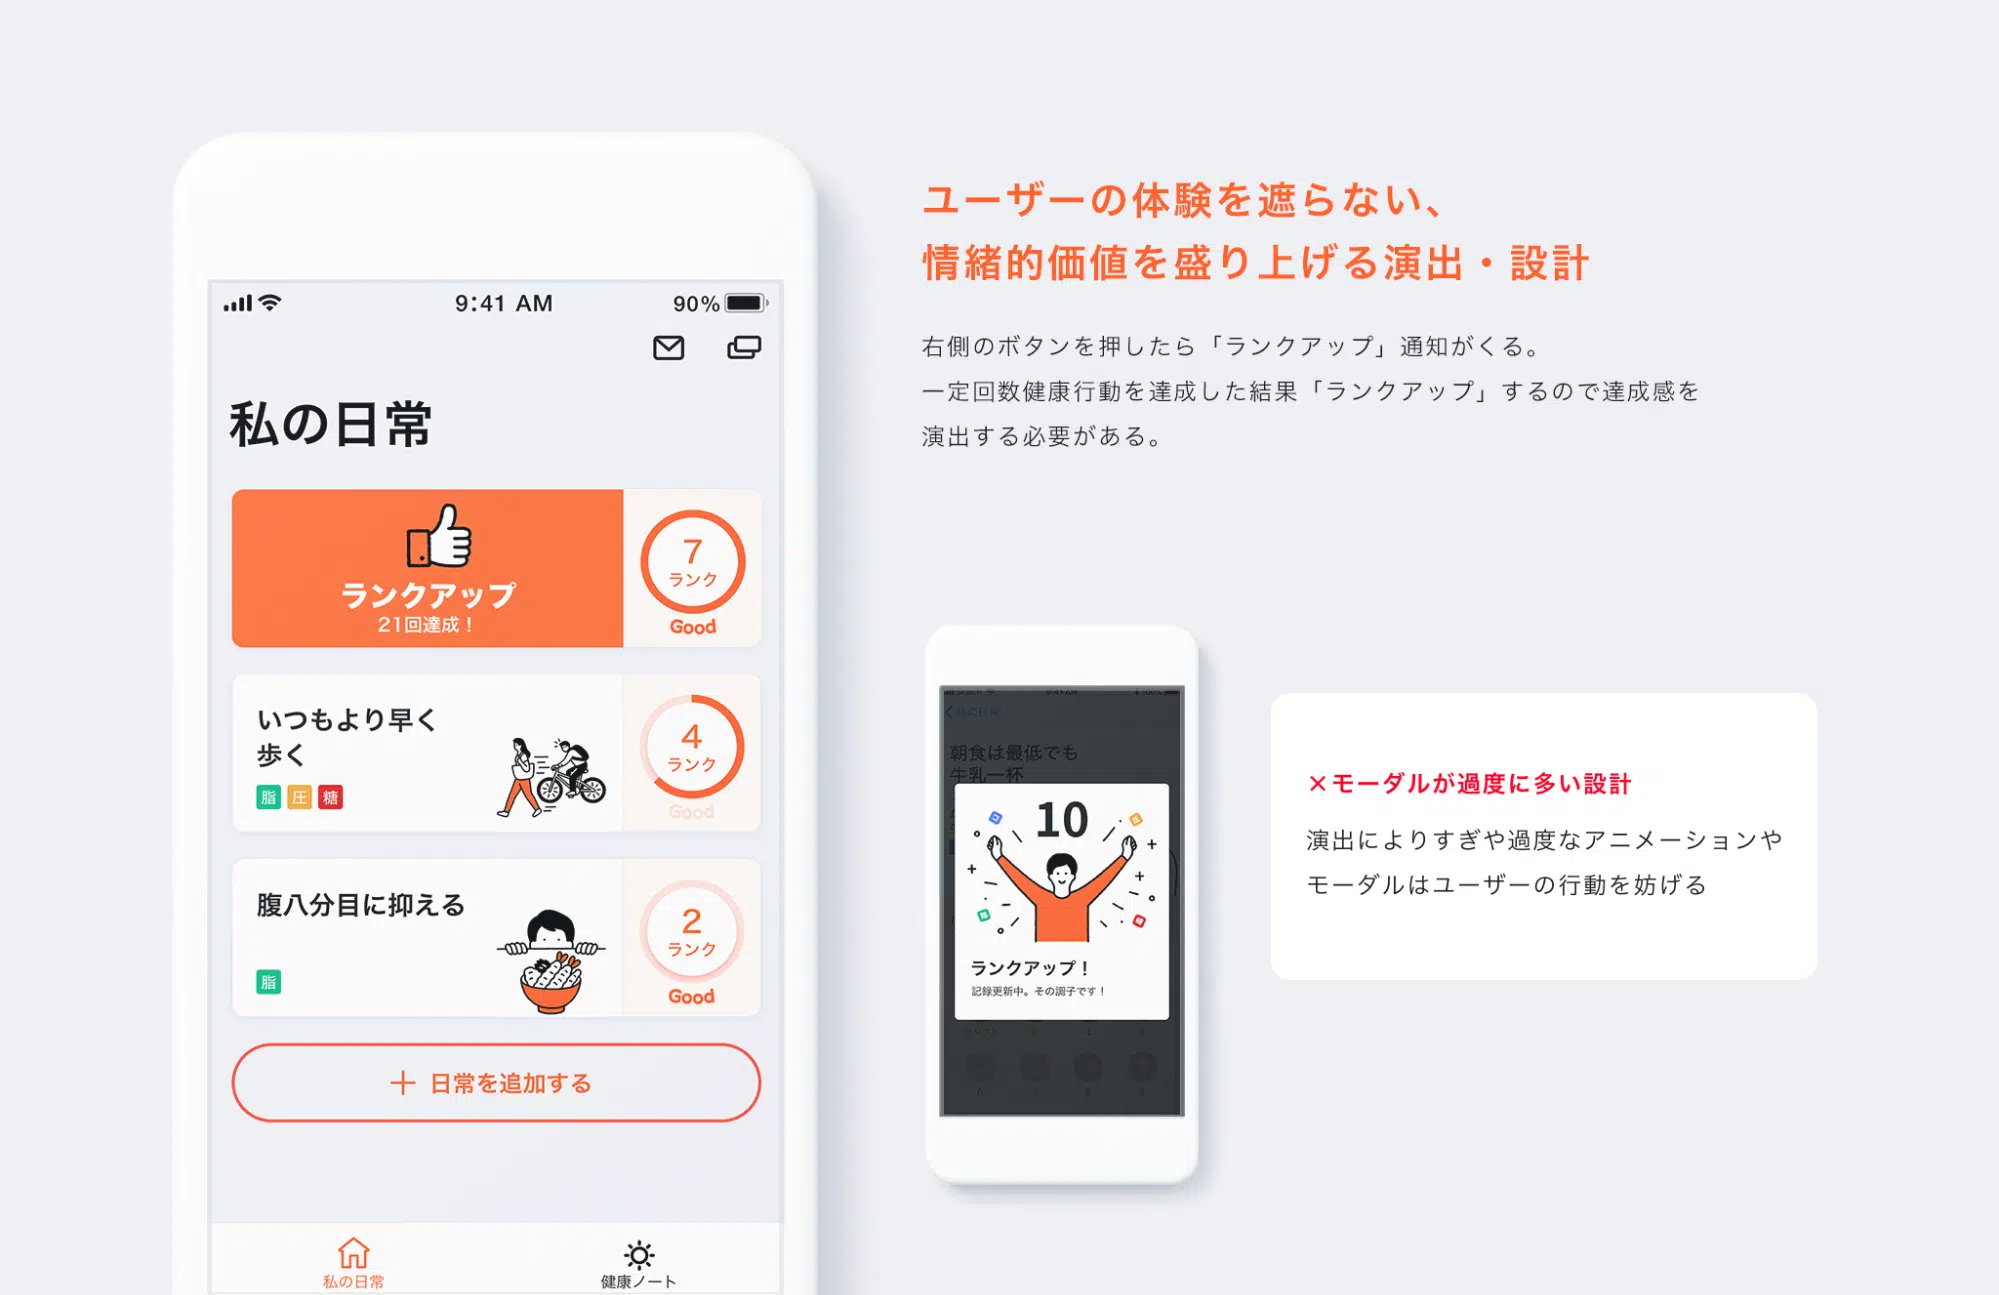 ユーザーの体験を遮らない、
情緒的価値を盛り上げる演出・設計
右側のボタンを押したら「ランクアップ」通知がくる。
一定回数健康行動を達成した結果「ランクアップ」するので達成感を
演出する必要がある。
9:41 AM
90%
私の日常
ランクアップ
21回達成！
7
ランク
Good
いつもより早く
歩く
脂 圧 糖
4
ランク
Good
腹八分目に抑える
脂
2
ランク
Good
＋ 日常を追加する
私の日常
健康ノート
9:41 AM
100%
私の日常
朝食は最低でも
牛乳一杯
10
ランクアップ！
記録更新中。その調子です！
×モーダルが過度に多い設計
演出によりすぎや過度なアニメーションや
モーダルはユーザーの行動を妨げる